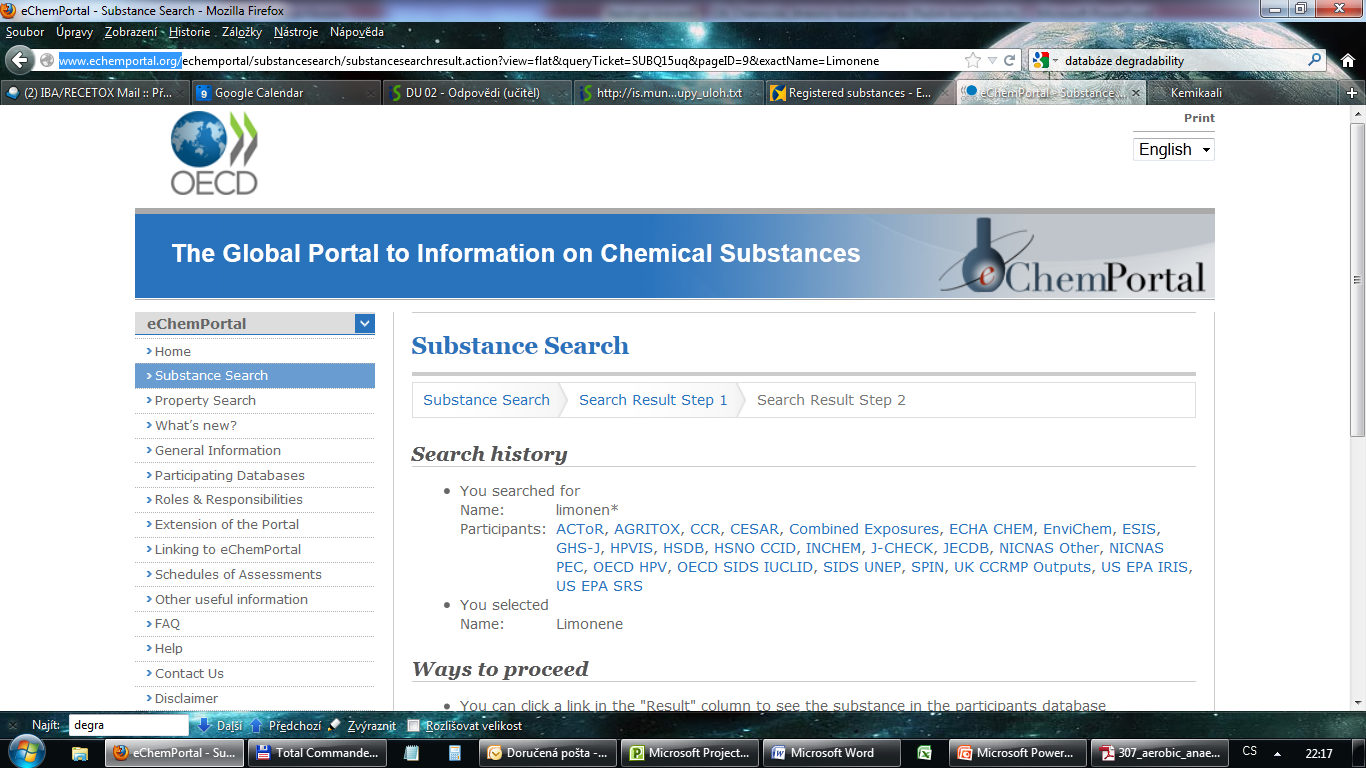 eChemPortal - Substance Search - Mozilla Firefox
Soubor Úpravy Zobrazení Historie Záložky Nástroje Nápověda
www.echemportal.org/echemportal/substancesearch/substancesearchresult.action?view=flat&queryTicket=SUBQ15uq&pageID=9&exactName=Limonene
databáze degradability
(2) IBA/RECETOX Mail :: Př...
Google Calendar
DU 02 - Odpovědi (učitel)
http://is.mun...upy_uloh.txt
Registered substances - E...
eChemPortal - Substance ...
Kemikaali
Print
English
OECD
The Global Portal to Information on Chemical Substances
eChemPortal
eChemPortal
Home
Substance Search
Property Search
What's new?
General Information
Participating Databases
Roles & Responsibilities
Extension of the Portal
Linking to eChemPortal
Schedules of Assessments
Other useful information
FAQ
Help
Contact Us
Disclaimer
Substance Search
Substance Search Search Result Step 1 Search Result Step 2
Search history
You searched for
Name: limonen*
Participants: ACToR, AGRITOX, CCR, CESAR, Combined Exposures, ECHA CHEM, EnviChem, ESIS,
GHS-J, HPVIS, HSDB, HSNO CCID, INCHEM, J-CHECK, JECDB, NICNAS Other, NICNAS
PEC, OECD HPV, OECD SIDS IUCLID, SIDS UNEP, SPIN, UK CCRMP Outputs, US EPA IRIS,
US EPA SRS
You selected
Name: Limonene
Ways to proceed
You can click a link in the "Result" column to see the substance in the participants database
Najít: degra Další Předchozí Zvýraznit Rozlišovat velikost
eChemPortal - Su...
Total Commande...
Doručená pošta -...
Microsoft Project...
Microsoft Word
Microsoft Power...
307_aerobic_anae...
CS
22:17